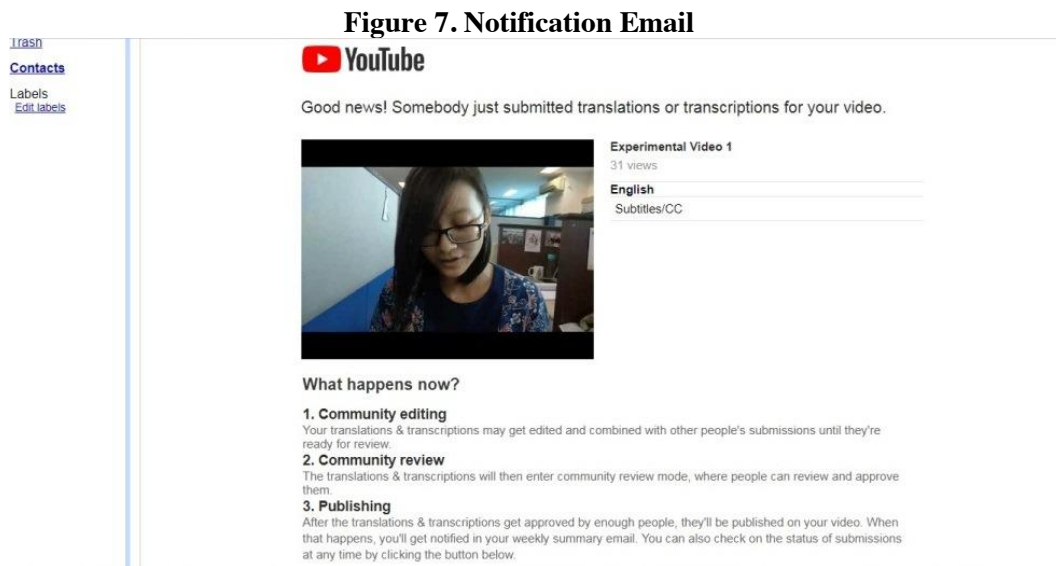 Figure 7. Notification Email
Trash
Contacts
Labels
Edit labels
YouTube
Good news! Somebody just submitted translations or transcriptions for your video.
Experimental Video 1
31 views
English
Subtitles/CC
What happens now?
1. Community editing
Your translations & transcriptions may get edited and combined with other people's submissions until they're
ready for review.
2. Community review
The translations & transcriptions will then enter community review mode, where people can review and approve
them.
3. Publishing
After the translations & transcriptions get approved by enough people, they'll be published on your video. When
that happens, you'll get notified in your weekly summary email. You can also check on the status of submissions
at any time by clicking the button below.